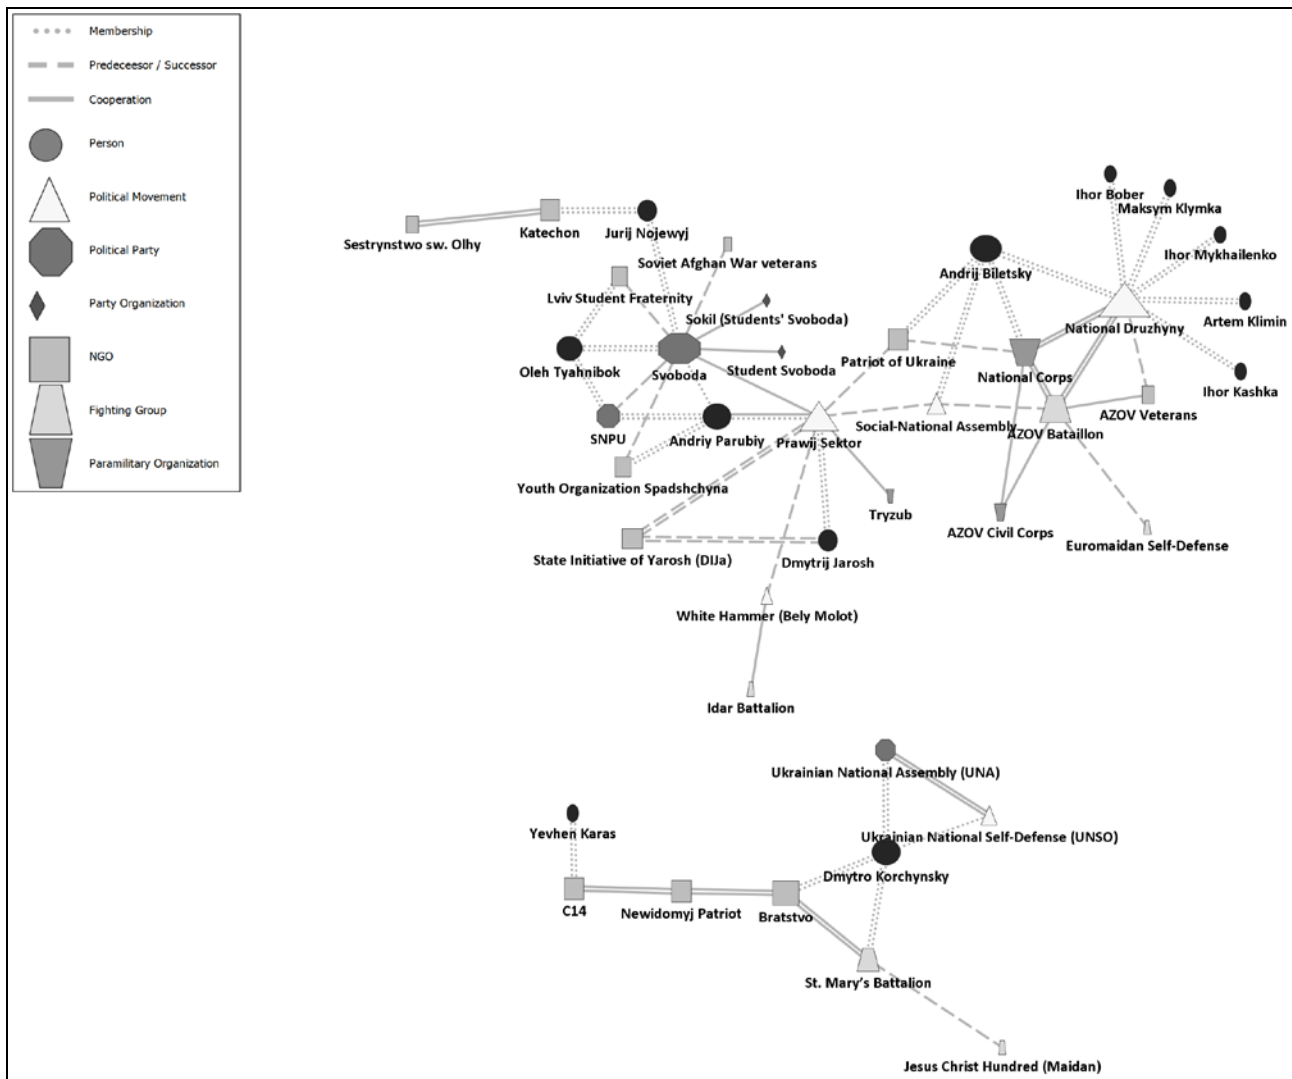 Membership
Predeceesor / Successor
Cooperation
Person
Political Movement
Political Party
Party Organization
NGO
Fighting Group
Paramilitary Organization
Ihor Bober
Maksym Klymka
Sestrynstwo sw. Olhy
Katechon
Jurij Nojewyj
Ihor Mykhailenko
Soviet Afghan War veterans
Andrij Biletsky
Lviv Student Fraternity
Sokil (Students' Svoboda)
National Druzhyny
Artem Klimin
Oleh Tyahnibok
Svoboda
Student Svoboda
Patriot of Ukraine
National Corps
Ihor Kashka
SNPU
Andriy Parubiy
Prawij Sektor
Social-National Assembly
AZOV Bataillon
AZOV Veterans
Youth Organization Spadshchyna
Tryzub
AZOV Civil Corps
Euromaidan Self-Defense
State Initiative of Yarosh (DIJa)
Dmytrij Jarosh
White Hammer (Bely Molot)
Idar Battalion
Ukrainian National Assembly (UNA)
Yevhen Karas
Ukrainian National Self-Defense (UNSO)
Dmytro Korchynsky
C14
Newidomyj Patriot
Bratstvo
St. Mary's Battalion
Jesus Christ Hundred (Maidan)